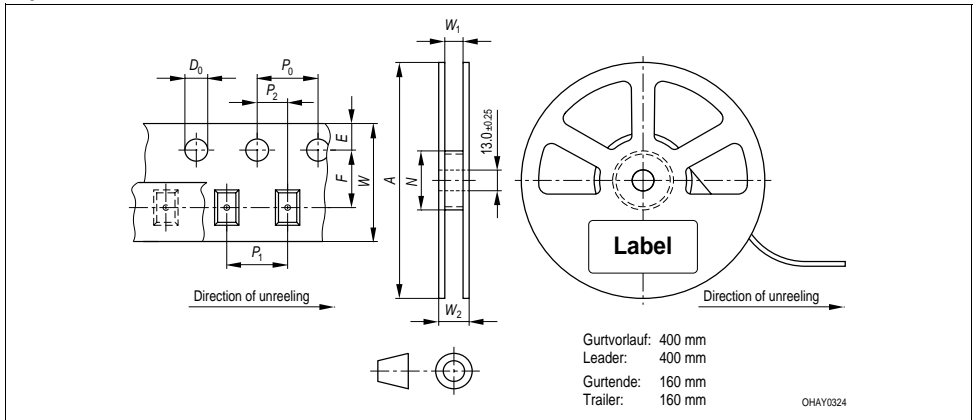 W1
D0
P0
P2
E
F
W
A
N
13.0 ±0.25
P1
W2
Label
Direction of unreeling
Direction of unreeling
Gurtvorlauf: 400 mm
Leader: 400 mm
Gurtende: 160 mm
Trailer: 160 mm
OHAY0324